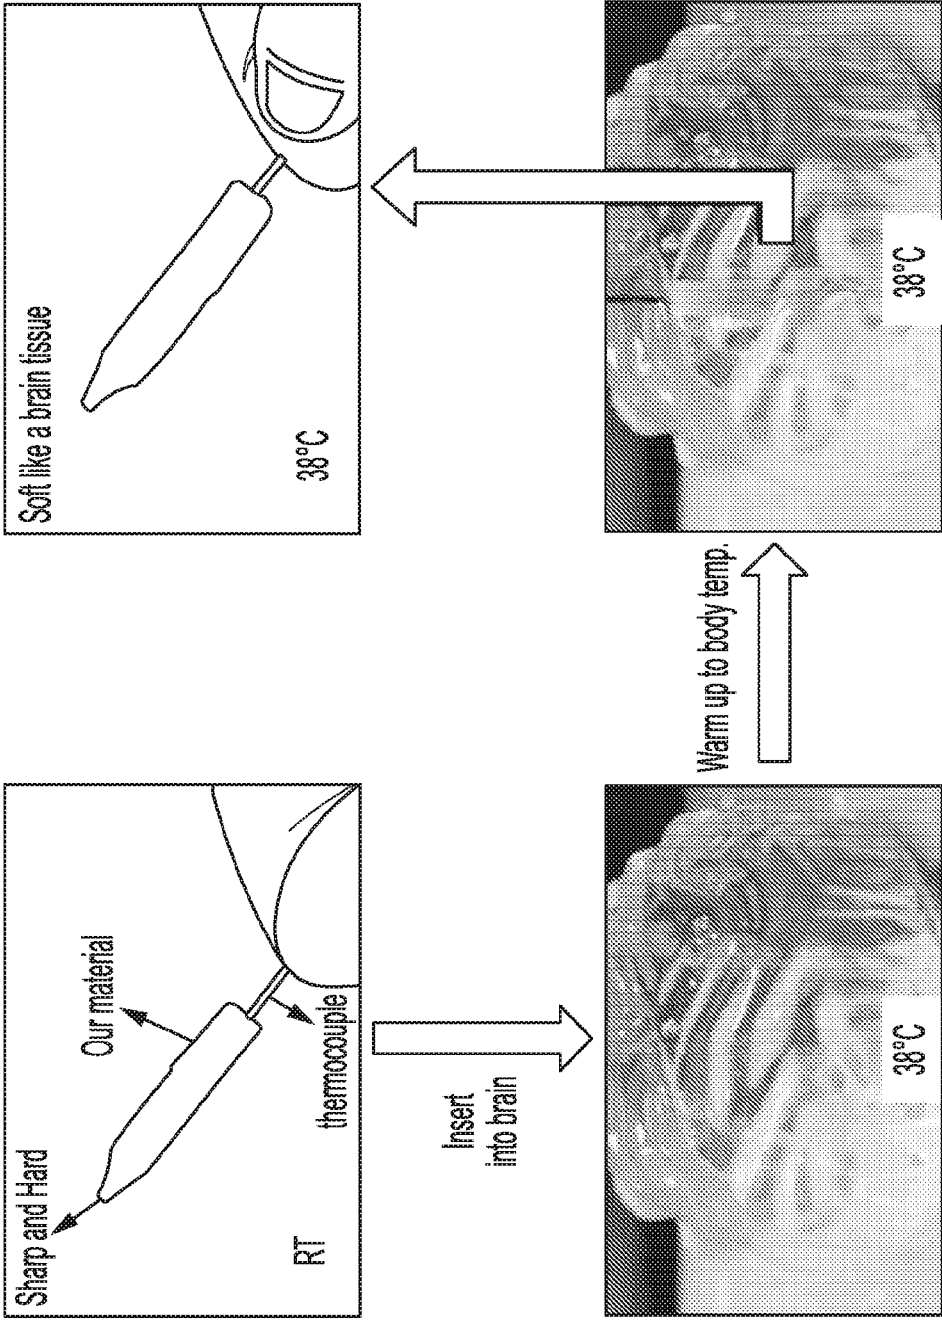 Sharp and Hard
Our material
thermocouple
RT
Insert
into brain
38°C
Warm up to body temp.
38°C
Soft like a brain tissue
38°C